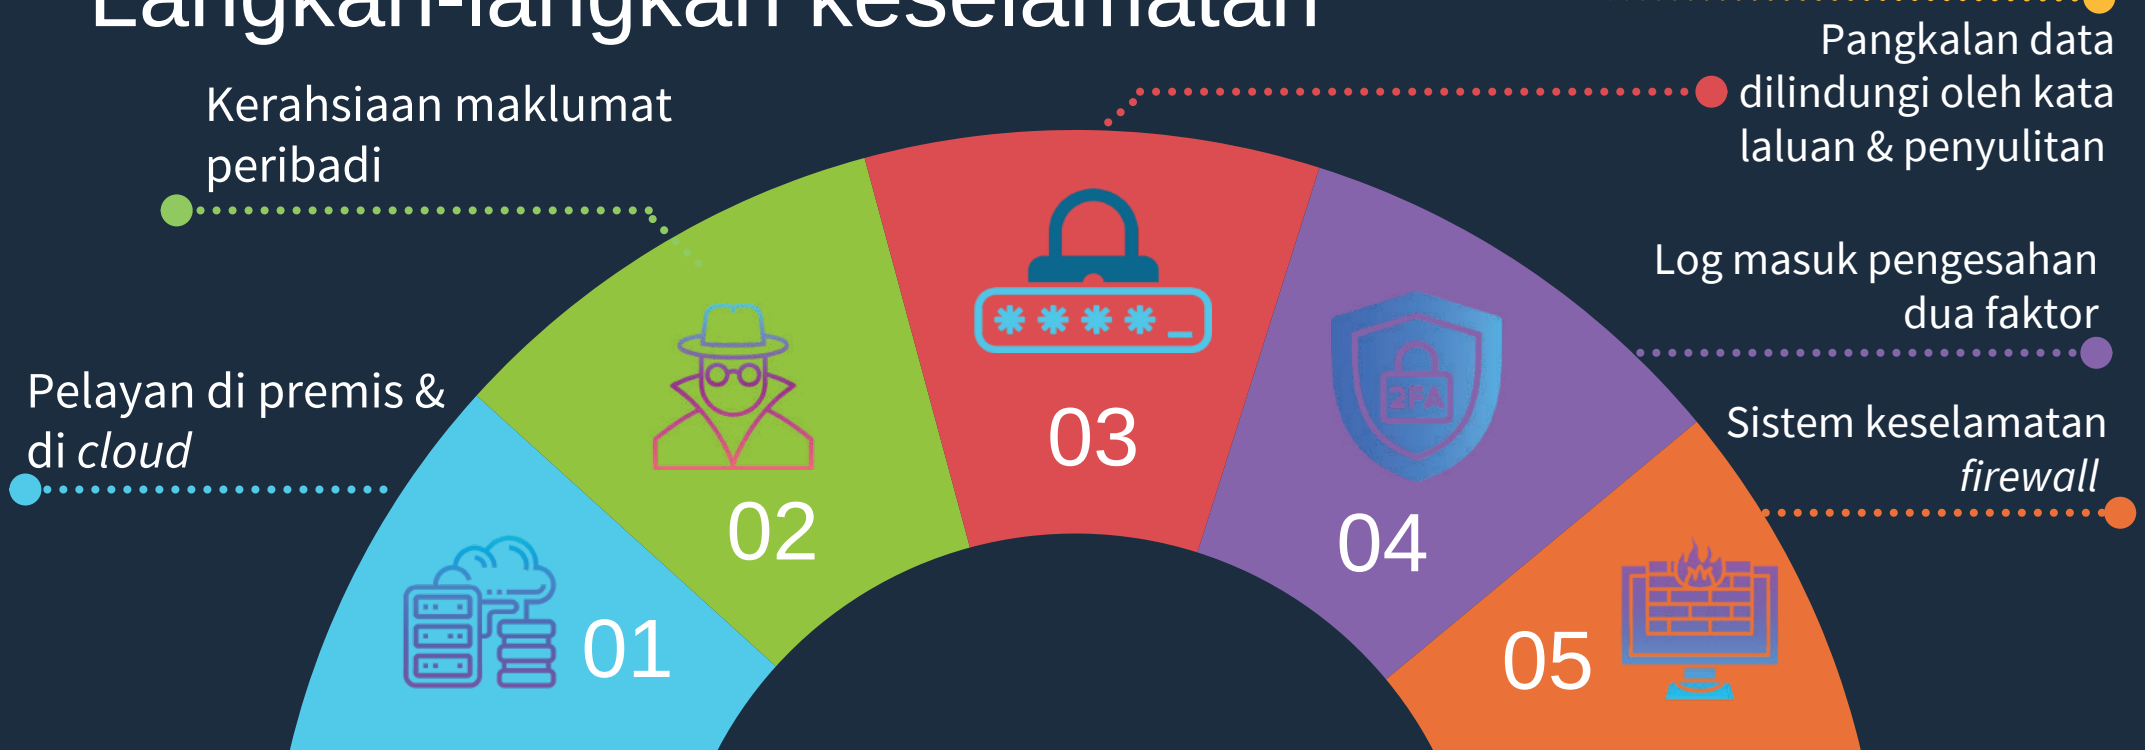 Langkah-langkah keselamatan
Kerahsiaan maklumat
peribadi
Pelayan di premis &
di cloud
Pangkalan data
dilindungi oleh kata
laluan & penyulitan
Log masuk pengesahan
dua faktor
Sistem keselamatan
firewall
01
02
03
04
05
****_
2FA